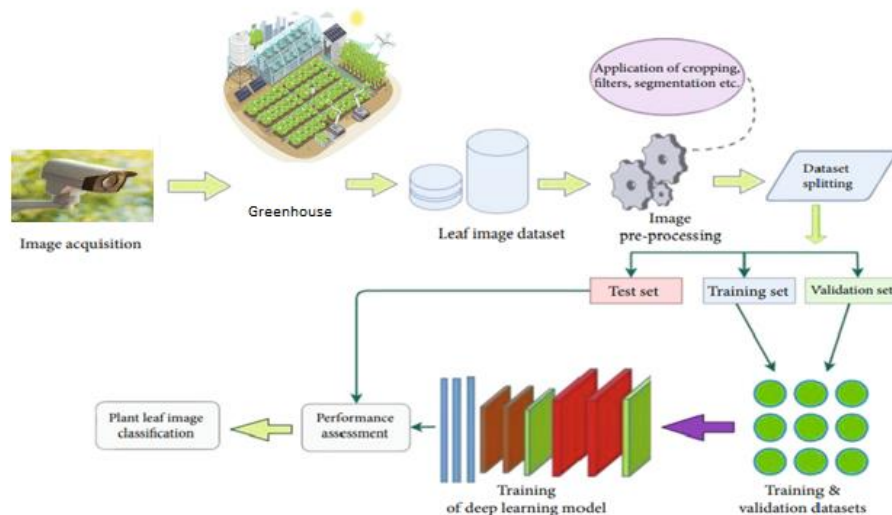 Application of cropping,
filters, segmentation etc.
Image acquisition
Greenhouse
Leaf image dataset
Image
pre-processing
Dataset
splitting
Test set
Training set
Validation set
Plant leaf image
classification
Performance
assessment
Training
of deep learning model
Training &
validation datasets